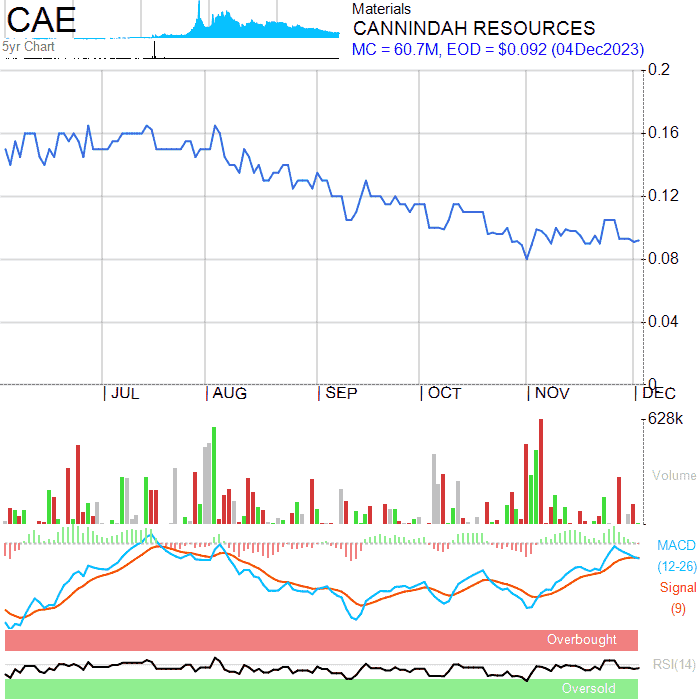 CAE
5yr Chart
Materials
CANNINDAH RESOURCES
MC = 60.7M, EOD = $0.092 (04Dec2023)
0.2
0.16
0.12
0.08
0.04
0
JUL AUG SEP OCT NOV DEC
628k
Volume
MACD
(12-26)
Signal
(9)
Overbought
RSI(14)
Oversold